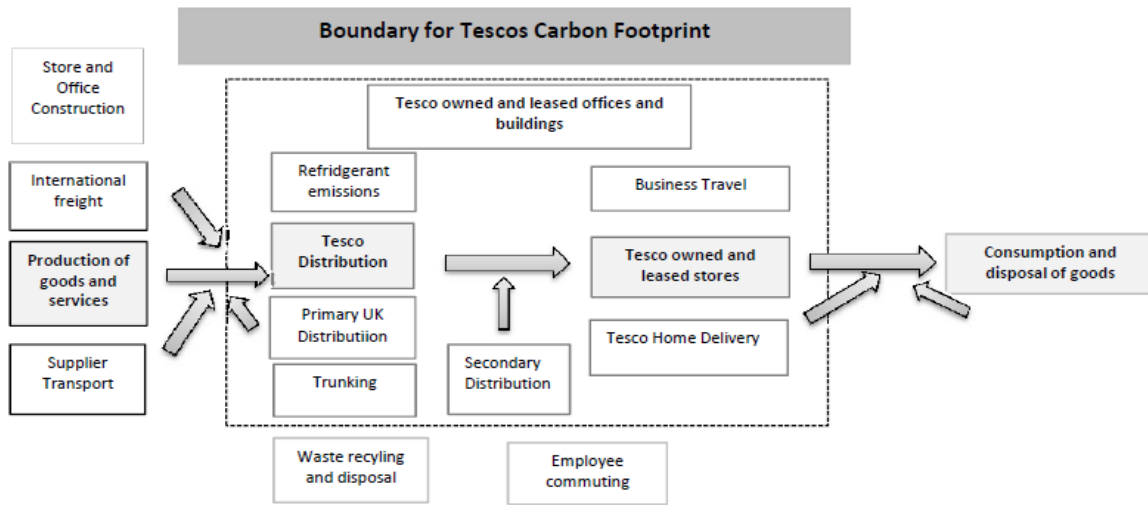 Boundary for Tescos Carbon Footprint
Store and
Office
Construction
Tesco owned and leased offices and
buildings
International
freight
Refridgerant
emissions
Business Travel
Production of
goods and
services
Tesco
Distribution
Tesco owned and
leased stores
Consumption and
disposal of goods
Primary UK
Distributiion
Tesco Home Delivery
Supplier
Transport
Trunking
Secondary
Distribution
Waste recyling
and disposal
Employee
commuting